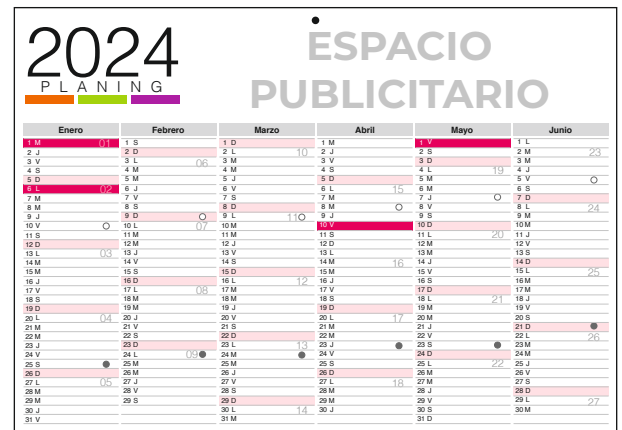 2024
PLANING
ESPACIO
PUBLICITARIO
Enero
1 M 01
2 J
3 V
4 S
5 D
6 L 02
7 M
8 M
9 J
10 V
11 S
12 D
13 L 03
14 M
15 M
16 J
17 V
18 S
19 D
20 L 04
21 M
22 M
23 J
24 V
25 S
26 D
27 L 05
28 M
29 M
30 J
31 V
Febrero
1 S
2 D
3 L 06
4 M
5 M
6 J
7 V
8 S
9 D
10 L 07
11 M
12 M
13 J
14 V
15 S
16 D
17 L 08
18 M
19 M
20 J
21 V
22 S
23 D
24 L 09
25 M
26 M
27 J
28 V
29 S
Marzo
1 D
2 L 10
3 M
4 M
5 J
6 V
7 S
8 D
9 L 11
10 M
11 M
12 J
13 V
14 S
15 D
16 L 12
17 M
18 M
19 J
20 V
21 S
22 D
23 L 13
24 M
25 M
26 J
27 V
28 S
29 D
30 L 14
31 M
Abril
1 M
2 J
3 V
4 S
5 D
6 L 15
7 M
8 M
9 J
10 V
11 S
12 D
13 L
14 M 16
15 M
16 J
17 V
18 S
19 D
20 L 17
21 M
22 M
23 J
24 V
25 S
26 D
27 L 18
28 M
29 M
30 J
Mayo
1 V
2 S
3 D
4 L 19
5 M
6 M
7 J
8 V
9 S
10 D
11 L 20
12 M
13 M
14 J
15 V
16 S
17 D
18 L 21
19 M
20 M
21 J
22 V
23 S
24 D
25 L 22
26 M
27 M
28 J
29 V
30 S
31 D
Junio
1 L
2 M 23
3 M
4 J
5 V
6 S
7 D
8 L 24
9 M
10 M
11 J
12 V
13 S
14 D
15 L 25
16 M
17 M
18 J
19 V
20 S
21 D
22 L 26
23 M
24 M
25 J
26 V
27 S
28 D
29 L 27
30 M